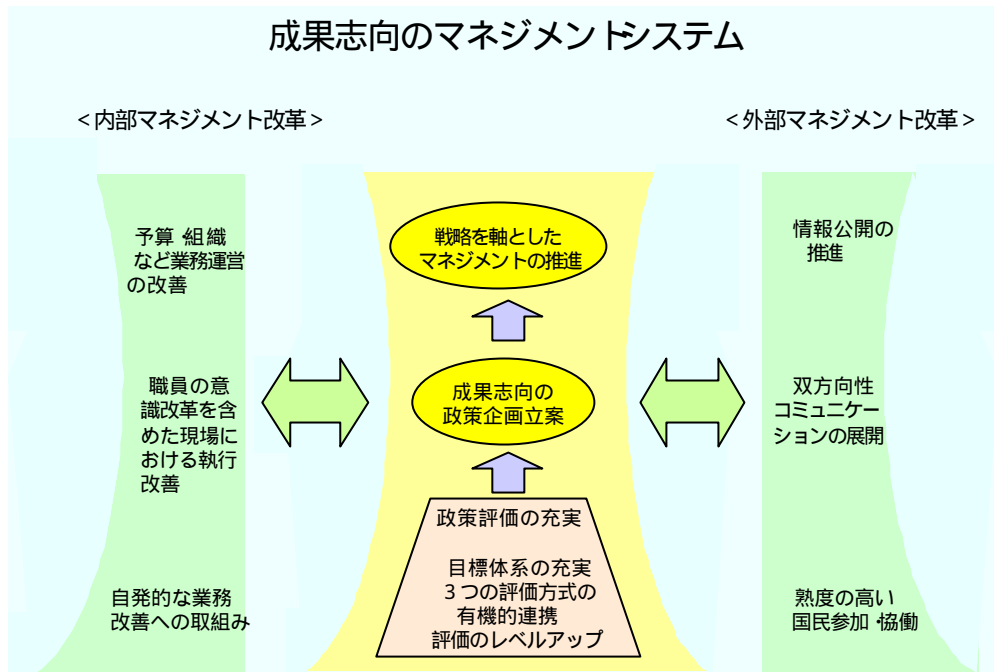 成果志向のマネジメントシステム
<内部マネジメント改革>
<外部マネジメント改革>
予算・組織
など業務運営
の改善
職員の意
識改革を含
めた現場に
おける執行
改善
自発的な業務
改善への取組み
戦略を軸とした
マネジメントの推進
成果志向の
政策企画立案
政策評価の充実
目標体系の充実
3つの評価方式の
有機的連携
評価のレベルアップ
情報公開の
推進
双方向性
コミュニケー
ションの展開
熟度の高い
国民参加・協働